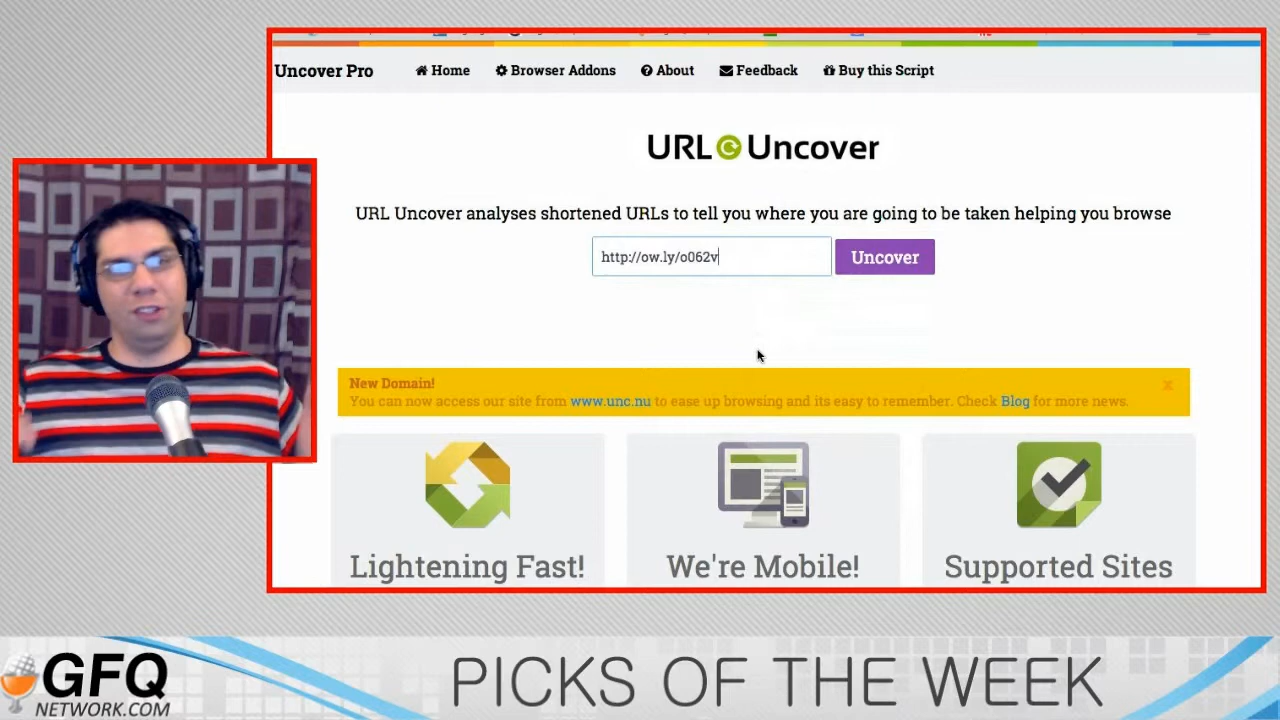 Uncover Pro
Home
Browser Addons
About
Feedback
Buy this Script
URL Uncover
URL Uncover analyses shortened URLs to tell you where you are going to be taken helping you browse
http://ow.ly/o062v
Uncover
New Domain!
x
You can now access our site from www.unc.nu to ease up browsing and its easy to remember. Check Blog for more news.
Lightening Fast!
We're Mobile!
Supported Sites
GFQ
NETWORK.COM
PICKS OF THE WEEK